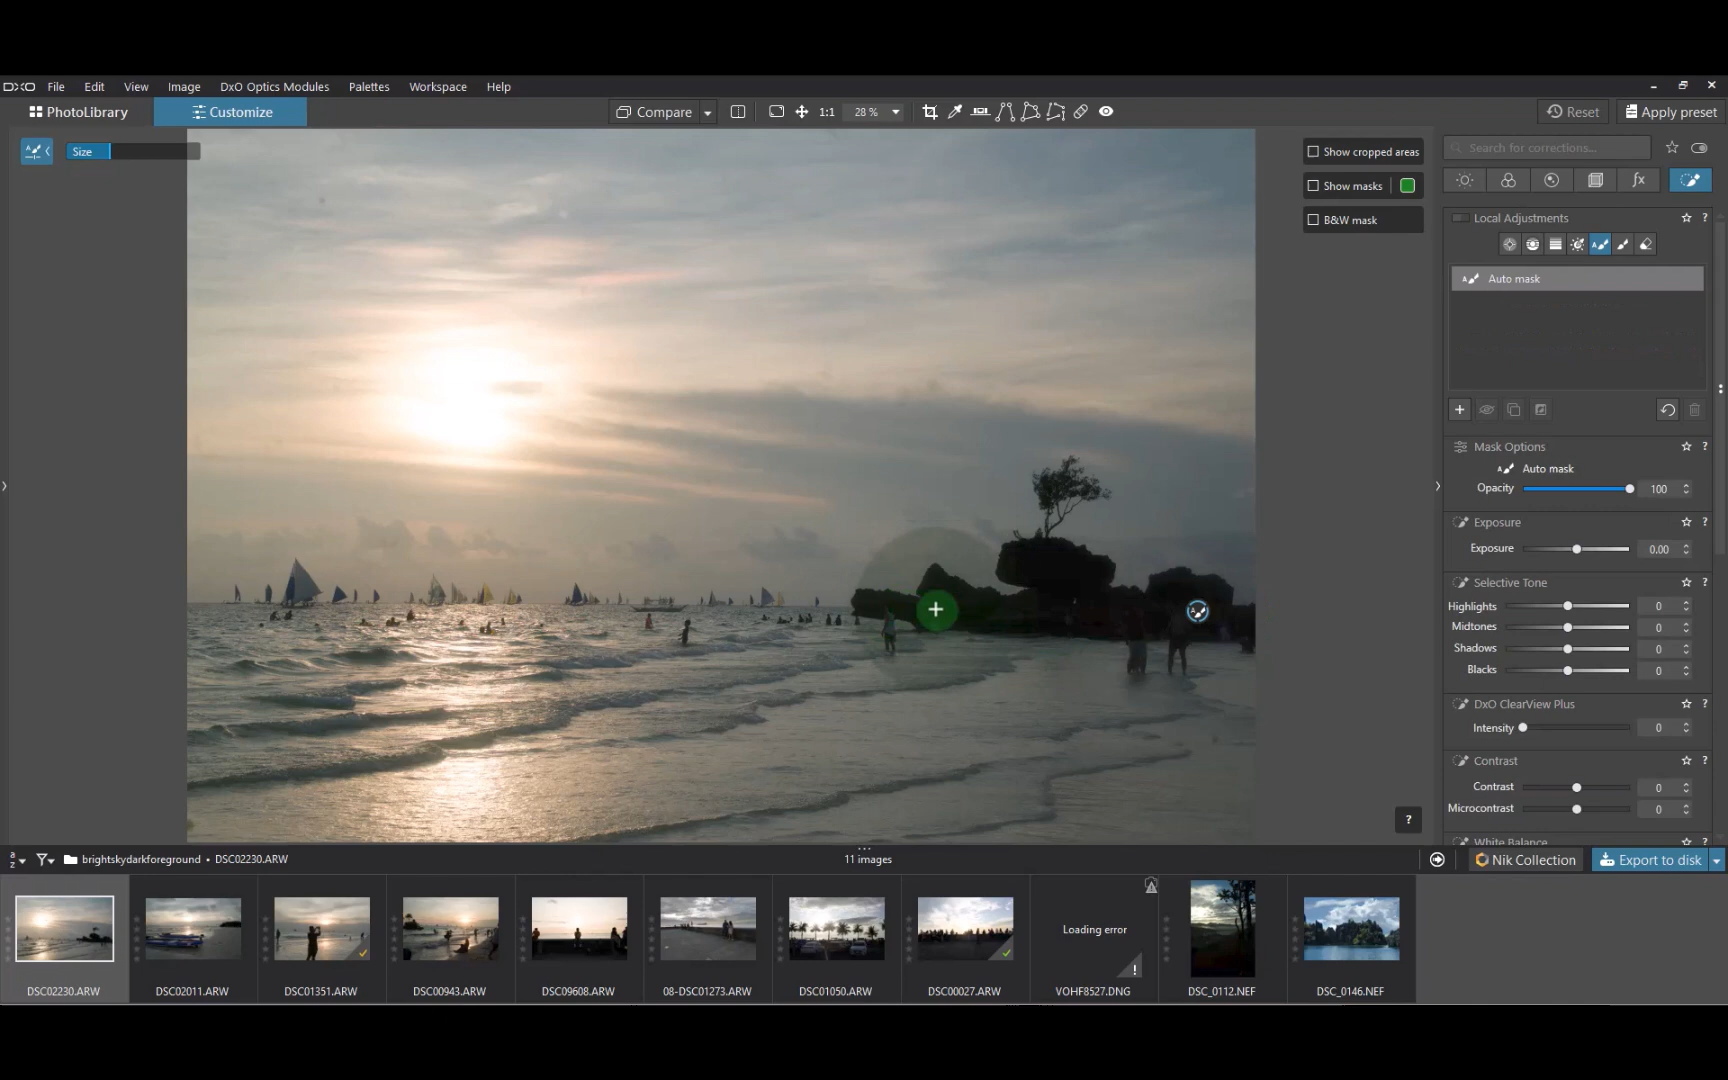 DXO File Edit View Image DxO Optics Modules Palettes Workspace Help
PhotoLibrary Customize Compare 1:1 28 % Reset Apply preset
Size
Show cropped areas
Show masks
B&W mask
Search for corrections...
fx
Local Adjustments ?
Auto mask
Mask Options ?
Auto mask
Opacity 100
Exposure ?
Exposure 0.00
Selective Tone ?
Highlights 0
Midtones 0
Shadows 0
Blacks 0
DxO ClearView Plus ?
Intensity 0
Contrast ?
Contrast 0
Microcontrast 0
White Balance ?
?
a z brightskydarkforeground • DSC02230.ARW 11 images Nik Collection Export to disk
Loading error
!
DSC02230.ARW DSC02011.ARW DSC01351.ARW DSC00943.ARW DSC09608.ARW 08-DSC01273.ARW DSC01050.ARW DSC00027.ARW VOHF8527.DNG DSC_0112.NEF DSC_0146.NEF